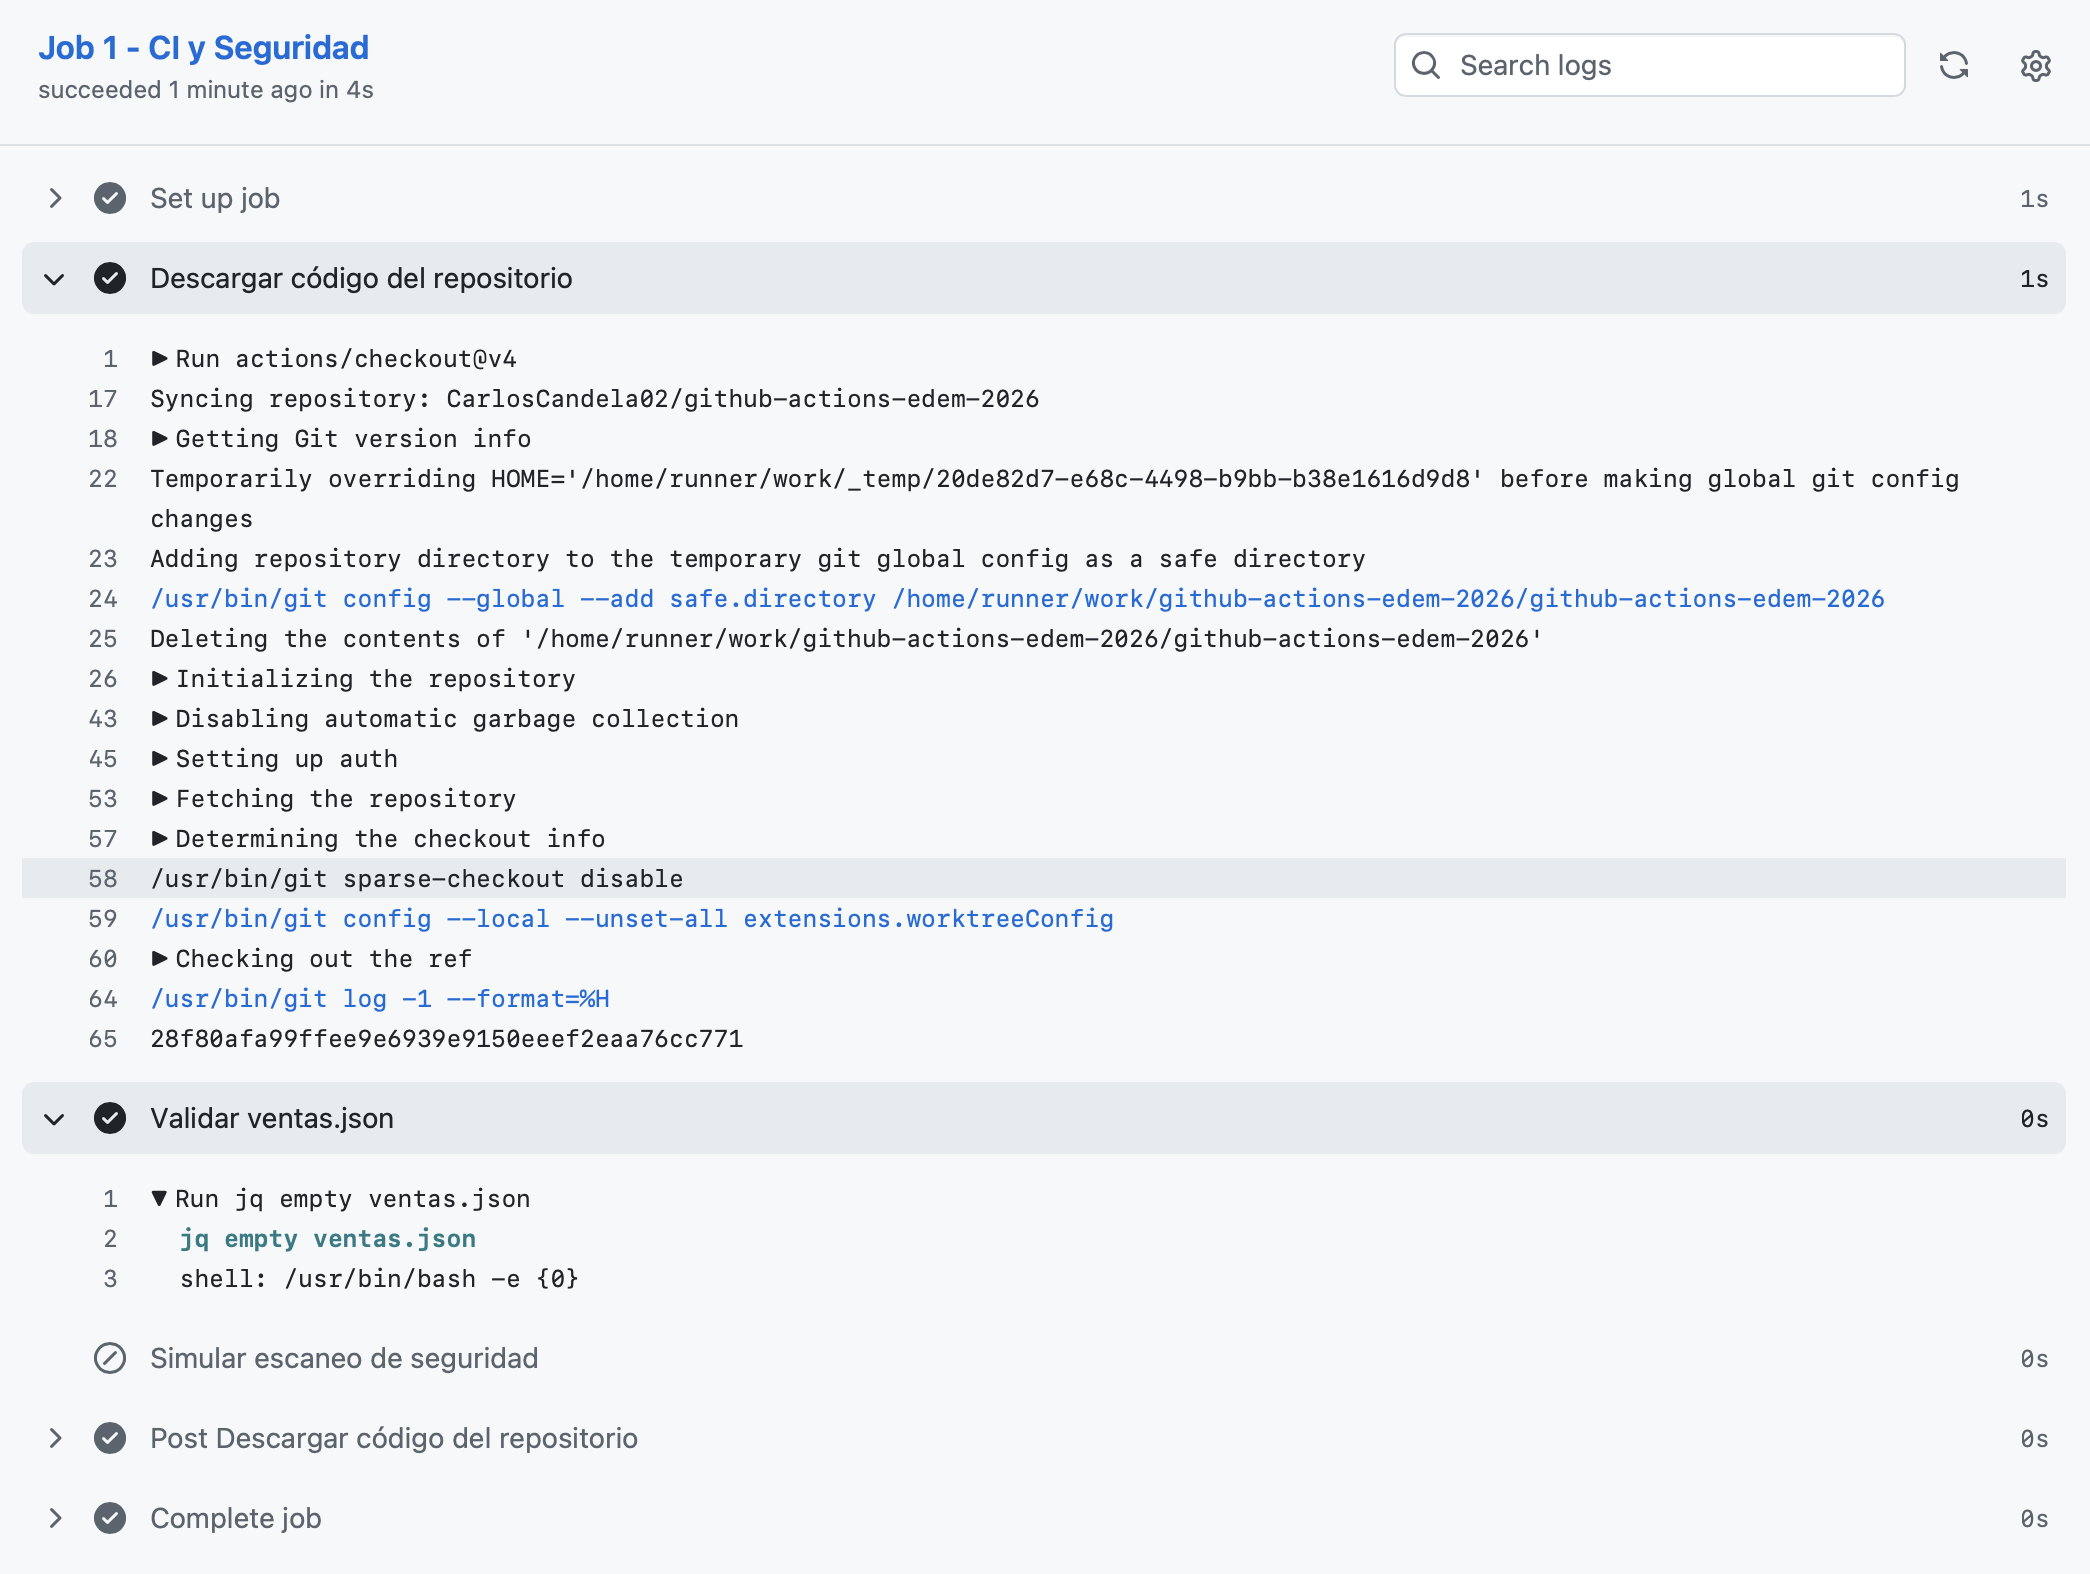 Job 1 - CI y Seguridad
succeeded 1 minute ago in 4s
Search logs
Set up job 1s
Descargar código del repositorio 1s
1 Run actions/checkout@v4
17 Syncing repository: CarlosCandela02/github-actions-edem-2026
18 Getting Git version info
22 Temporarily overriding HOME='/home/runner/work/_temp/20de82d7-e68c-4498-b9bb-b38e1616d9d8' before making global git config
changes
23 Adding repository directory to the temporary git global config as a safe directory
24 /usr/bin/git config --global --add safe.directory /home/runner/work/github-actions-edem-2026/github-actions-edem-2026
25 Deleting the contents of '/home/runner/work/github-actions-edem-2026/github-actions-edem-2026'
26 Initializing the repository
43 Disabling automatic garbage collection
45 Setting up auth
53 Fetching the repository
57 Determining the checkout info
58 /usr/bin/git sparse-checkout disable
59 /usr/bin/git config --local --unset-all extensions.worktreeConfig
60 Checking out the ref
64 /usr/bin/git log -1 --format=%H
65 28f80afa99ffee9e6939e9150eeef2eaa76cc771
Validar ventas.json 0s
1 Run jq empty ventas.json
2 jq empty ventas.json
3 shell: /usr/bin/bash -e {0}
Simular escaneo de seguridad 0s
Post Descargar código del repositorio 0s
Complete job 0s